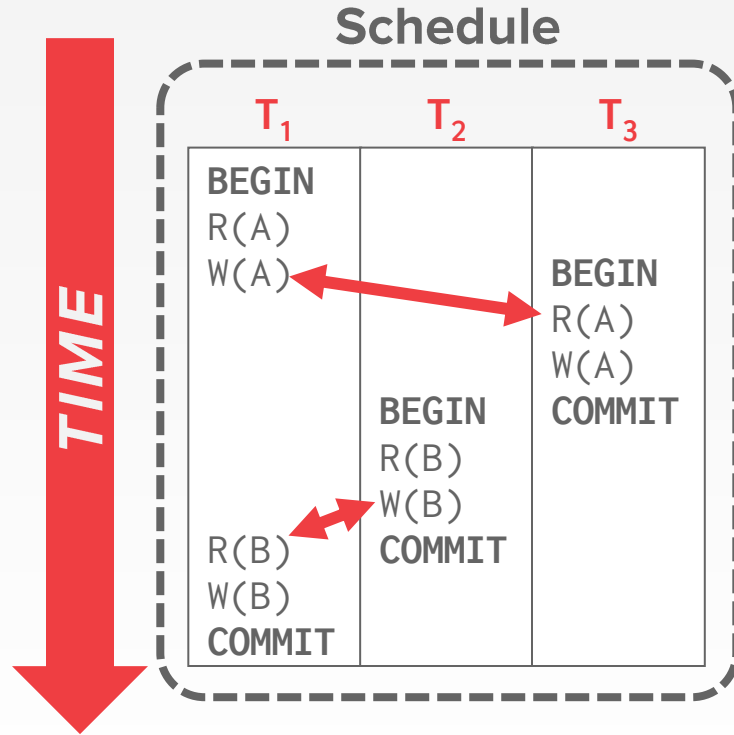 Schedule
TIME
T₁ T₂ T₃
BEGIN
R(A)
W(A) BEGIN
R(A)
W(A)
BEGIN COMMIT
R(B)
W(B)
R(B) COMMIT
W(B)
COMMIT